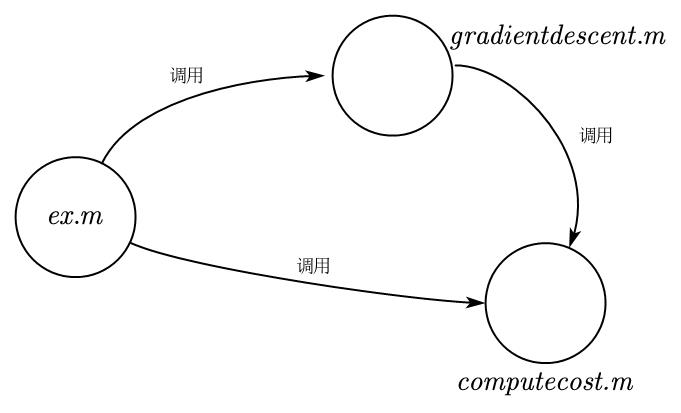 gradientdescent.m
调用
调用
ex.m
调用
computecost.m